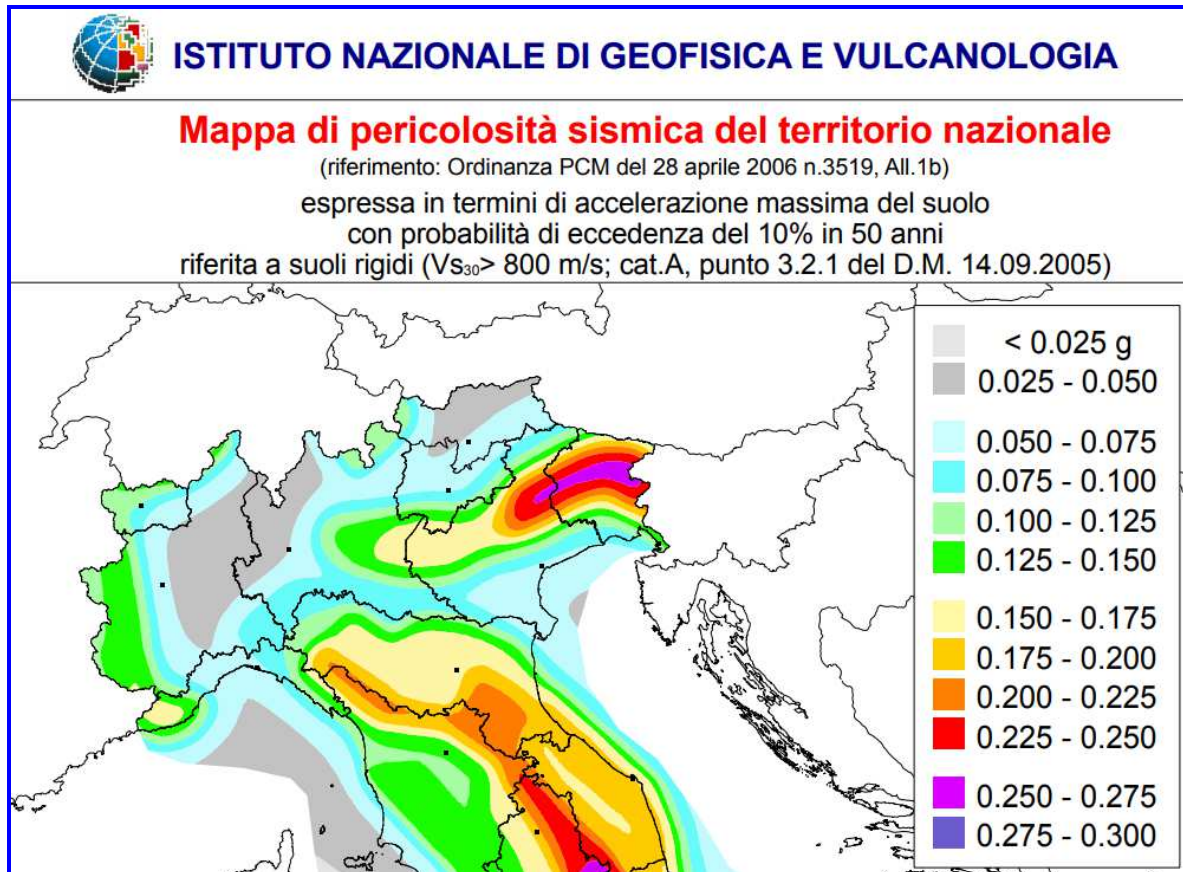 ISTITUTO NAZIONALE DI GEOFISICA E VULCANOLOGIA
Mappa di pericolosità sismica del territorio nazionale
(riferimento: Ordinanza PCM del 28 aprile 2006 n.3519, All.1b)
espressa in termini di accelerazione massima del suolo
con probabilità di eccedenza del 10% in 50 anni
riferita a suoli rigidi (Vs₃₀> 800 m/s; cat.A, punto 3.2.1 del D.M. 14.09.2005)
< 0.025 g
0.025 - 0.050
0.050 - 0.075
0.075 - 0.100
0.100 - 0.125
0.125 - 0.150
0.150 - 0.175
0.175 - 0.200
0.200 - 0.225
0.225 - 0.250
0.250 - 0.275
0.275 - 0.300